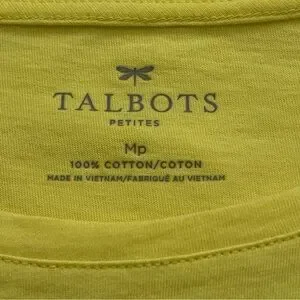 TALBOTS
PETITES
Mp
100% COTTON/COTON
MADE IN VIETNAM/FABRIQUÉ AU VIETNAM